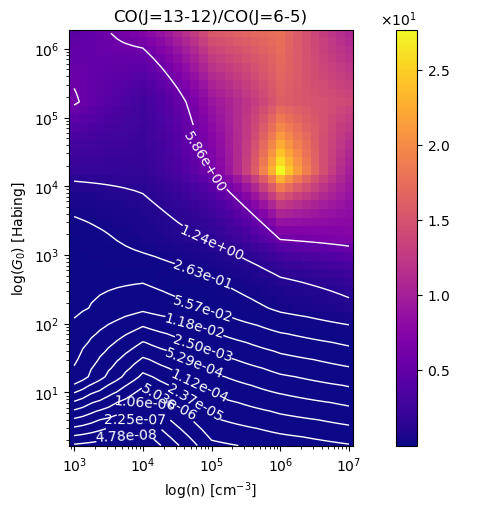 CO(J=13-12)/CO(J=6-5)
×10¹
10⁶
10⁵
10⁴
10³
10²
10¹
log(G₀) [Habing]
5.86e+00
1.24e+00
2.63e-01
5.57e-02
1.18e-02
2.50e-03
5.29e-04
1.12e-04
2.37e-05
5.03e-06
1.06e-06
2.25e-07
4.78e-08
10³ 10⁴ 10⁵ 10⁶ 10⁷
log(n) [cm⁻³]
2.5
2.0
1.5
1.0
0.5